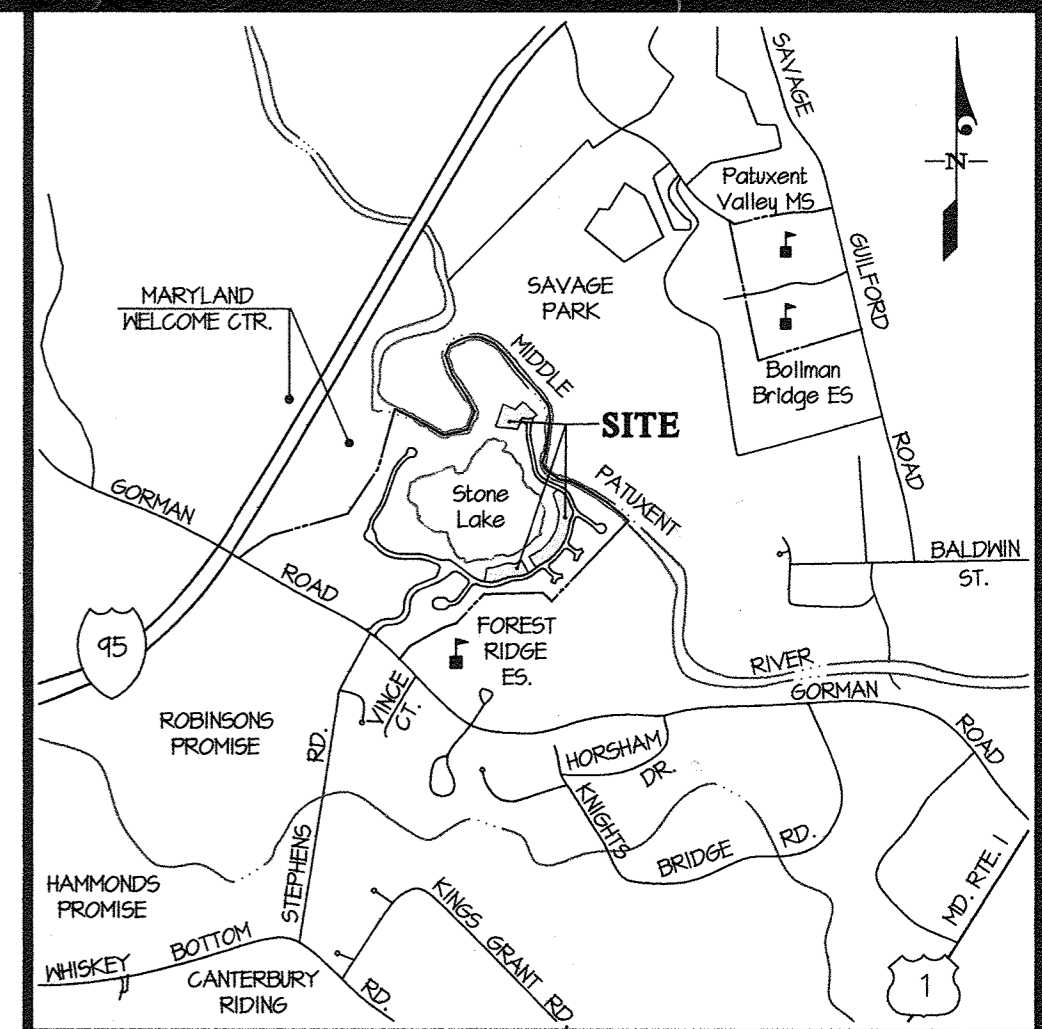 SAVAGE
N
Patuxent
Valley MS
GUILFORD
MARYLAND
WELCOME CTR.
SAVAGE
PARK
MIDDLE
Bollman
Bridge ES
SITE
ROAD
PATUXENT
Stone
Lake
GORMAN
ROAD
BALDWIN
ST.
95
FOREST
RIDGE
ES.
RIVER
GORMAN
ROAD
VINCE
CT.
ROBINSONS
PROMISE
RD.
STEPHENS
HORSHAM
DR.
KNIGHTS
BRIDGE RD.
HAMMONDS
PROMISE
KINGS GRANT RD
MD. RTE. 1
WHISKEY BOTTOM
RD.
CANTERBURY
RIDING
1